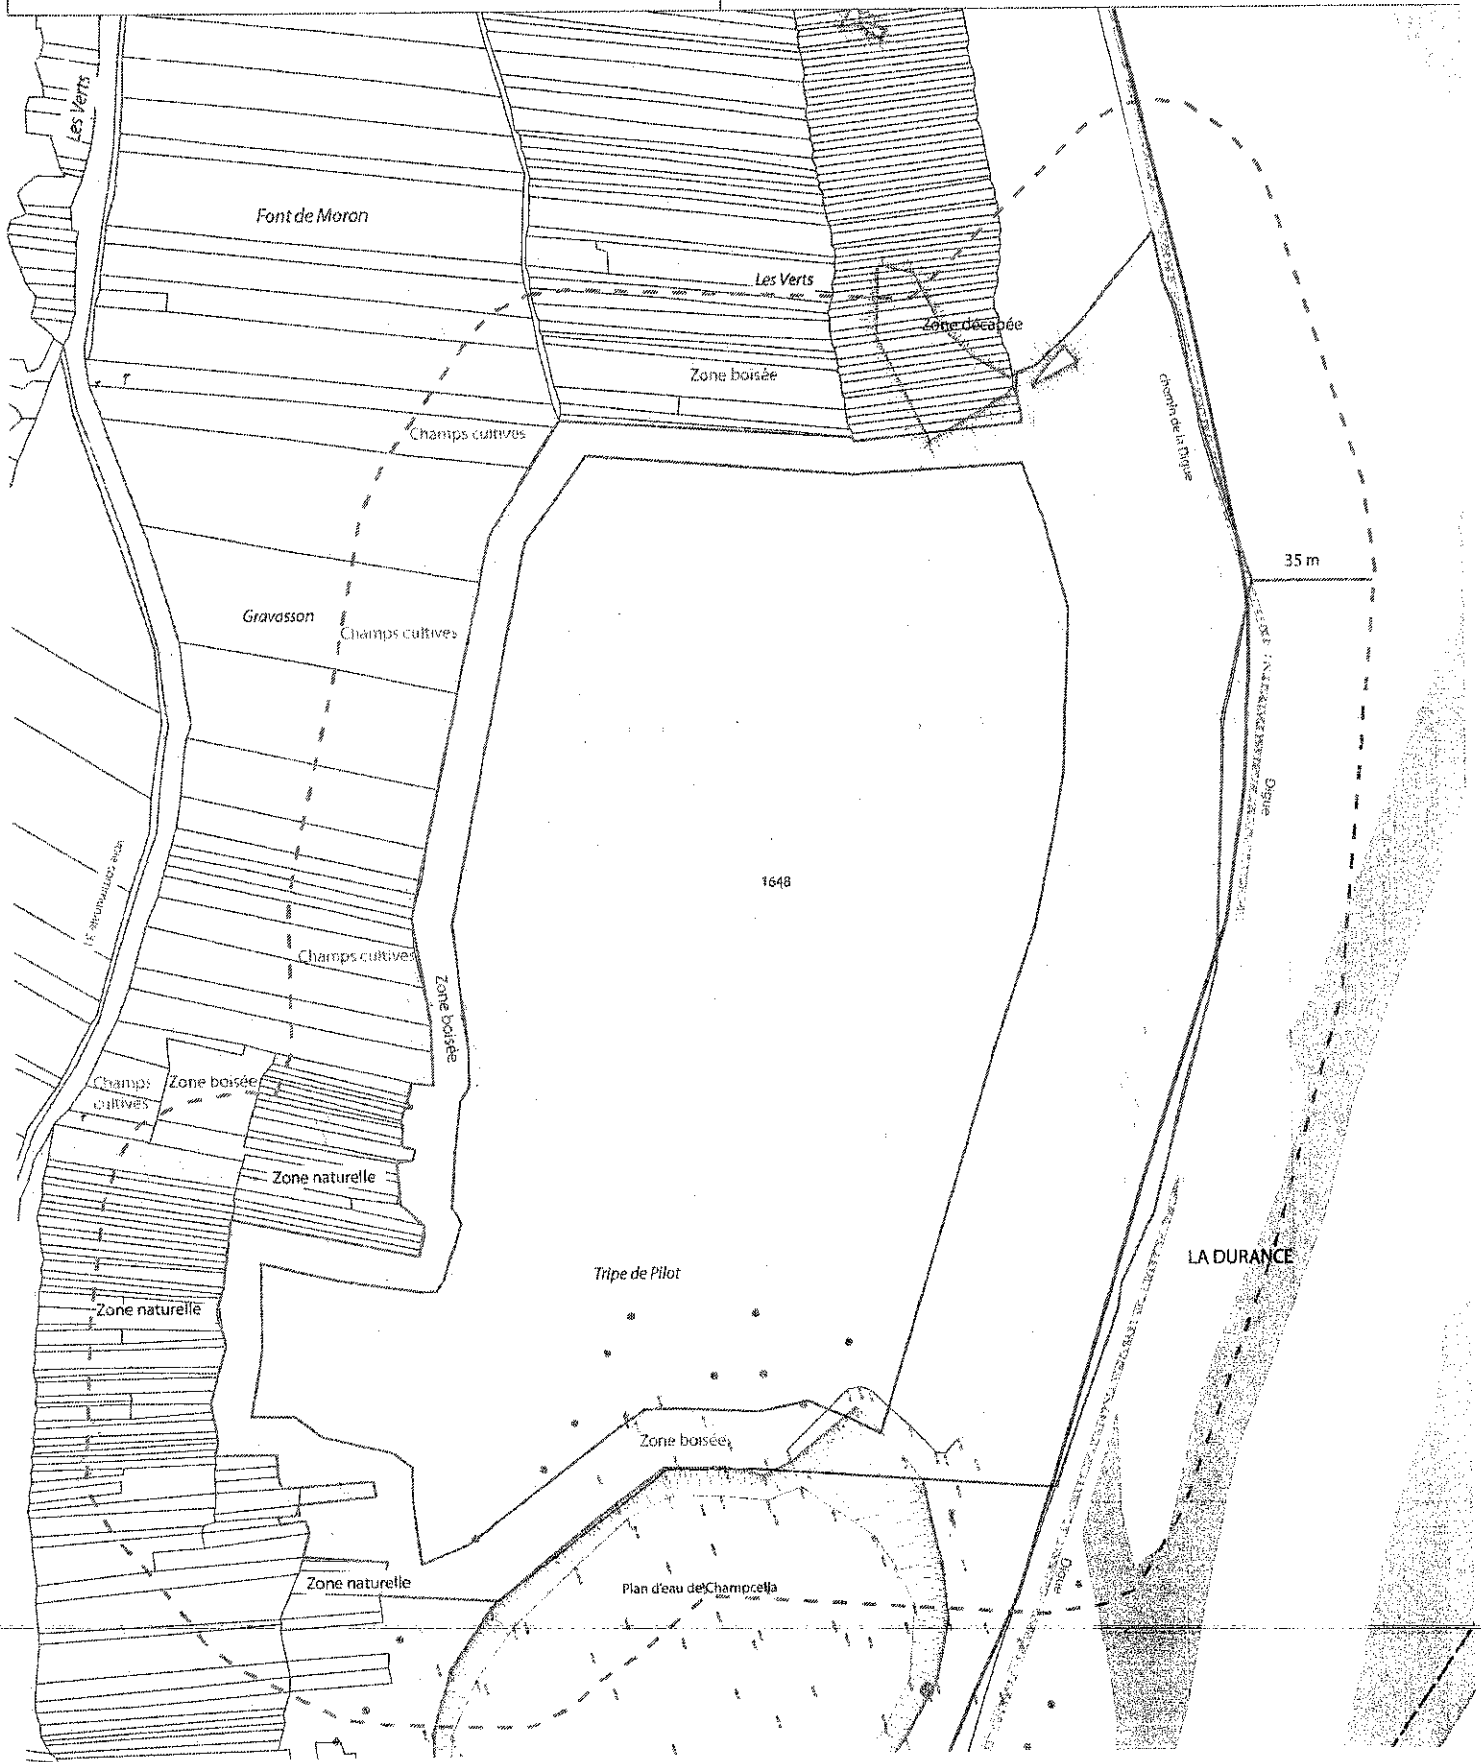 Les Verts
Font de Moron
Les Verts
Zone décapée
Zone boisée
chemin de la Digue
Champs cultivés
35 m
Gravasson
Champs cultivés
Digue
1648
Champs cultivés
Zone boisée
Champs
cultivés
Zone boisée
Zone naturelle
LA DURANCE
Tripe de Pilot
Zone naturelle
Zone boisée
Zone naturelle
Plan d'eau de Champcella
Digue